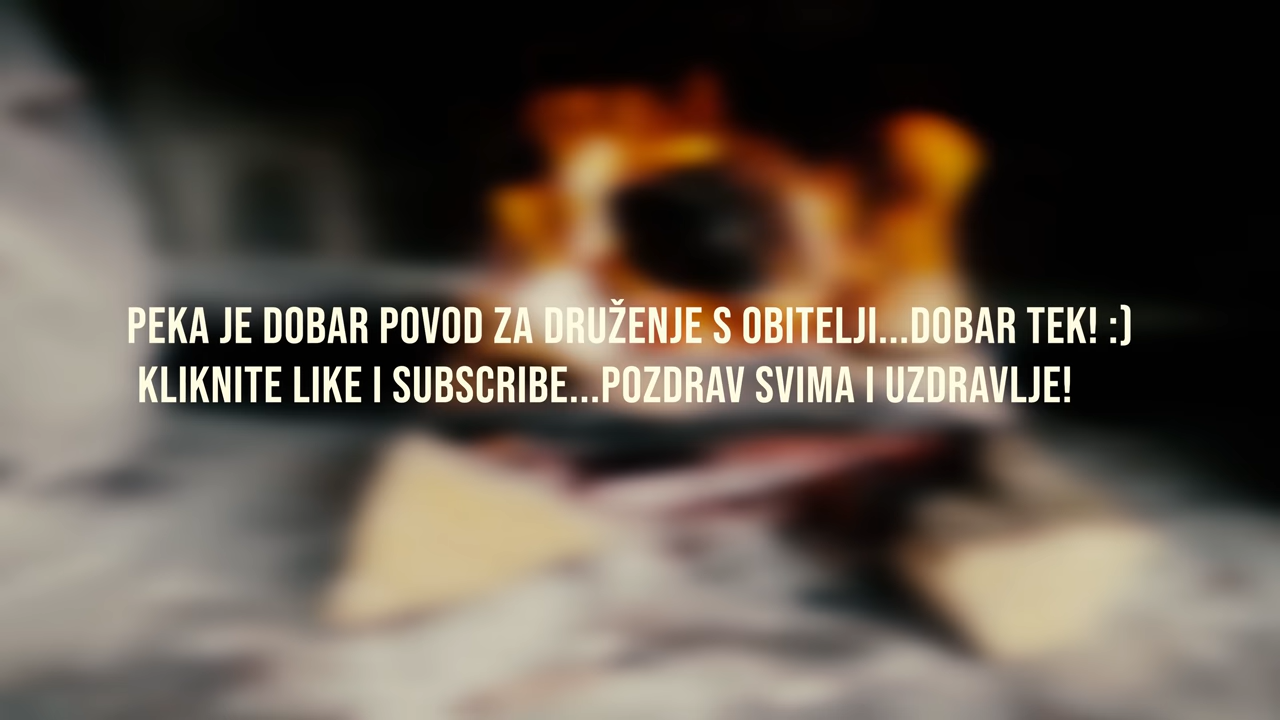 PEKA JE DOBAR POVOD ZA DRUŽENJE S OBITELJI...DOBAR TEK! :)
KLIKNITE LIKE I SUBSCRIBE...POZDRAV SVIMA I UZDRAVLJE!